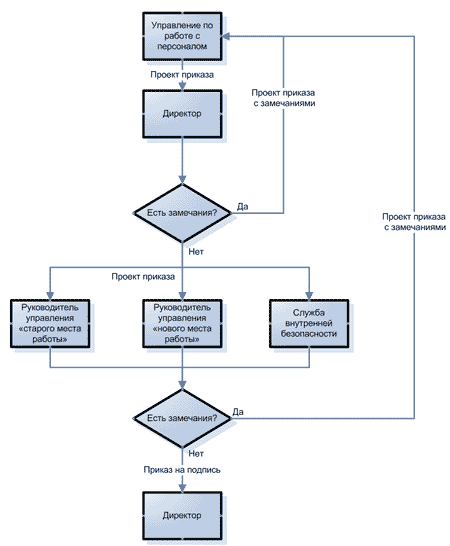 Управление по
работе с
персоналом
Проект приказа
Проект приказа
с замечаниями
Директор
Есть замечания?
Да
Проект приказа
с замечаниями
Нет
Проект приказа
Руководитель
управления
«старого места
работы»
Руководитель
управления
«нового места
работы»
Служба
внутренней
безопасности
Есть замечания?
Да
Нет
Приказ на подпись
Директор